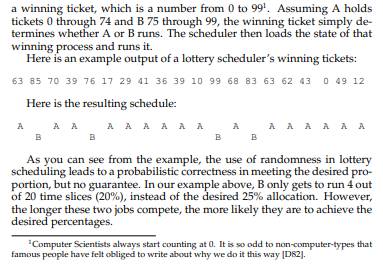 a winning ticket, which is a number from 0 to 99¹. Assuming A holds
tickets 0 through 74 and B 75 through 99, the winning ticket simply de-
termines whether A or B runs. The scheduler then loads the state of that
winning process and runs it.
Here is an example output of a lottery scheduler's winning tickets:
63 85 70 39 76 17 29 41 36 39 10 99 68 83 63 62 43 0 49 12
Here is the resulting schedule:
A A A A A A A A A A A A A A A A
B B B B
As you can see from the example, the use of randomness in lottery
scheduling leads to a probabilistic correctness in meeting the desired pro-
portion, but no guarantee. In our example above, B only gets to run 4 out
of 20 time slices (20%), instead of the desired 25% allocation. However,
the longer these two jobs compete, the more likely they are to achieve the
desired percentages.
¹Computer Scientists always start counting at 0. It is so odd to non-computer-types that
famous people have felt obliged to write about why we do it this way [D82].